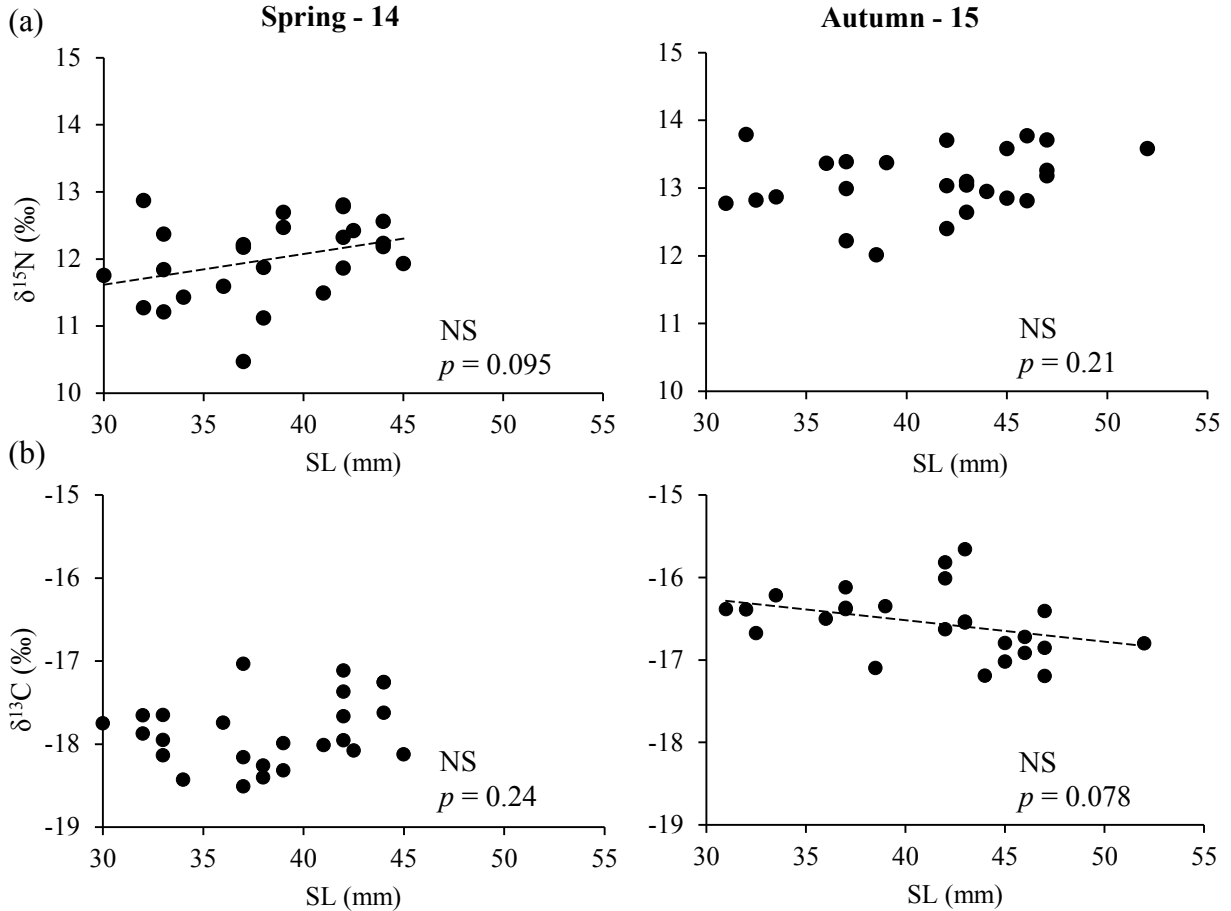 (a)
Spring - 14
Autumn - 15
15
14
13
12
11
10
δ¹⁵N (‰)
NS
p = 0.095
30 35 40 45 50 55
SL (mm)
15
14
13
12
11
10
NS
p = 0.21
30 35 40 45 50 55
SL (mm)
(b)
-15
-16
-17
-18
-19
δ¹³C (‰)
NS
p = 0.24
30 35 40 45 50 55
SL (mm)
-15
-16
-17
-18
-19
NS
p = 0.078
30 35 40 45 50 55
SL (mm)